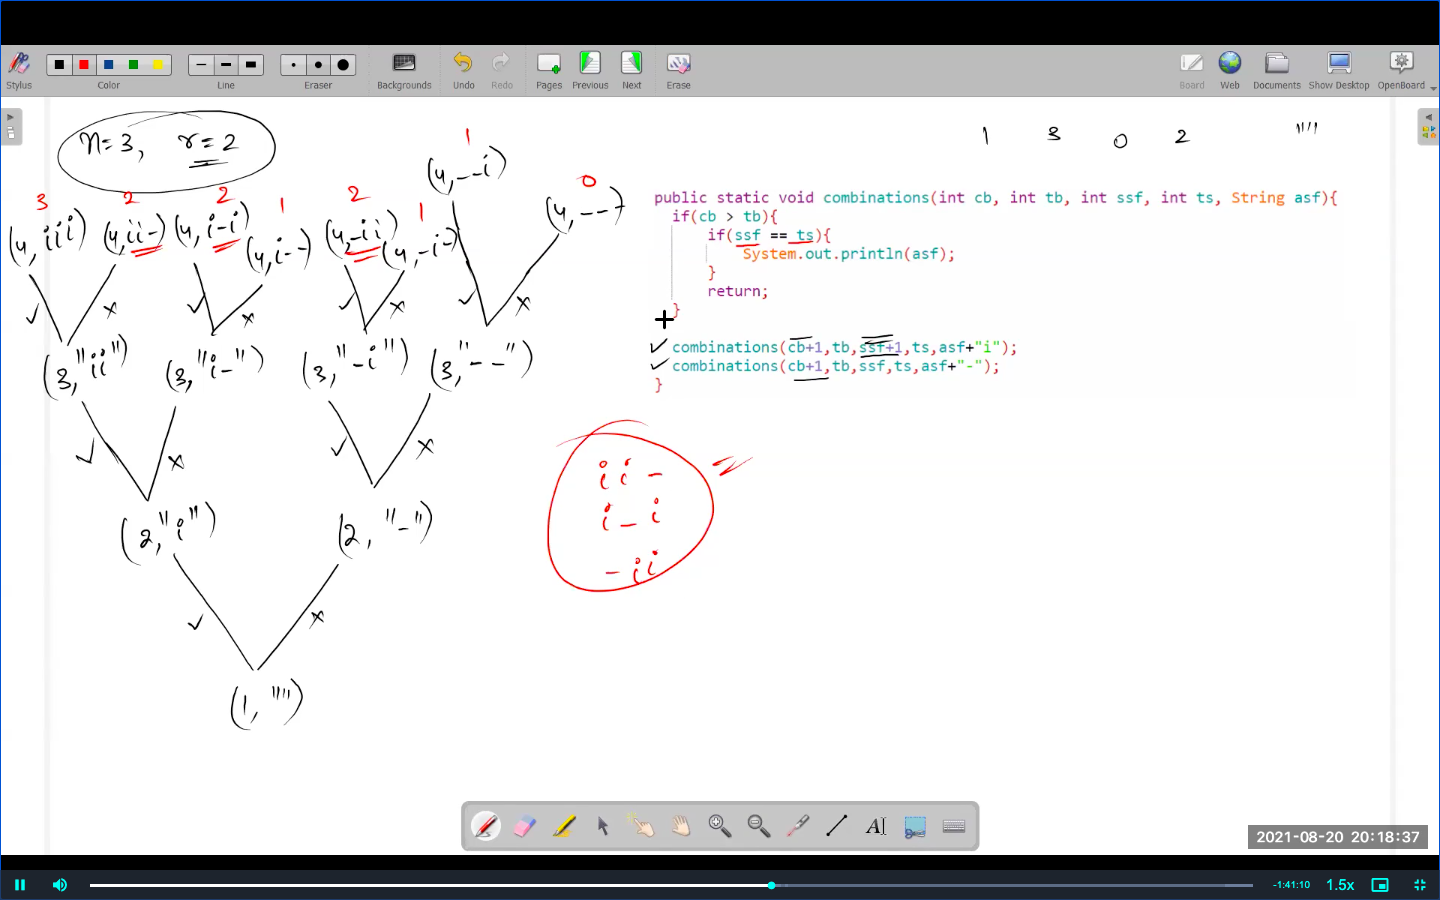 Stylus Color Line Eraser Backgrounds Undo Redo Pages Previous Next Erase Board Web Documents Show Desktop OpenBoard
n=3, r=2
1 3 0 2 ""
1
(4, --i)
3 2 2 1 2 1 0
(4, iii) (4, ii-) (4, i-i) (4, i--) (4, -ii) (4, -i-) (4, --
public static void combinations(int cb, int tb, int ssf, int ts, String asf){
if(cb > tb){
if(ssf == ts){
System.out.println(asf);
}
return;
}
combinations(cb+1,tb,ssf+1,ts,asf+"i");
combinations(cb+1,tb,ssf,ts,asf+"-");
}
(3, "ii") (3, "i-") (3, "-i") (3, "--")
ii-
i-i
-ii
(2, "i") (2, "-")
(1, "")
2021-08-20 20:18:37
-1:41:10 1.5x